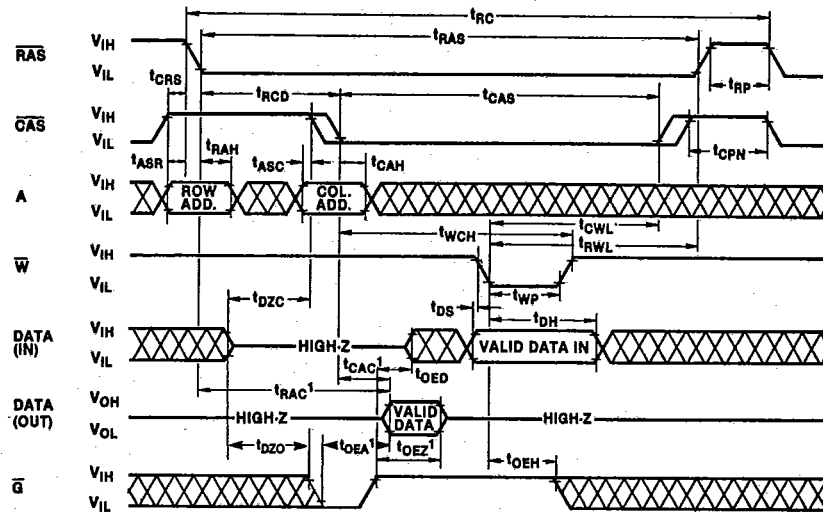 tRC
RAS VIH
tRAS
VIL
tCRS tRCD tCAS tRP
CAS VIH
VIL
tASR tRAH tASC tCAH tCPN
A VIH
ROW ADD. COL. ADD.
VIL
tWCH tCWL
tRWL
W VIH
VIL
tDZC tWP
tDS tDH
DATA (IN) VIH
HIGH-Z VALID DATA IN
VIL
tCAC1 tOED
tRAC1
DATA (OUT) VOH
HIGH-Z VALID DATA HIGH-Z
VOL
tDZO tOEA1 tOEZ1 tOEH
G VIH
VIL